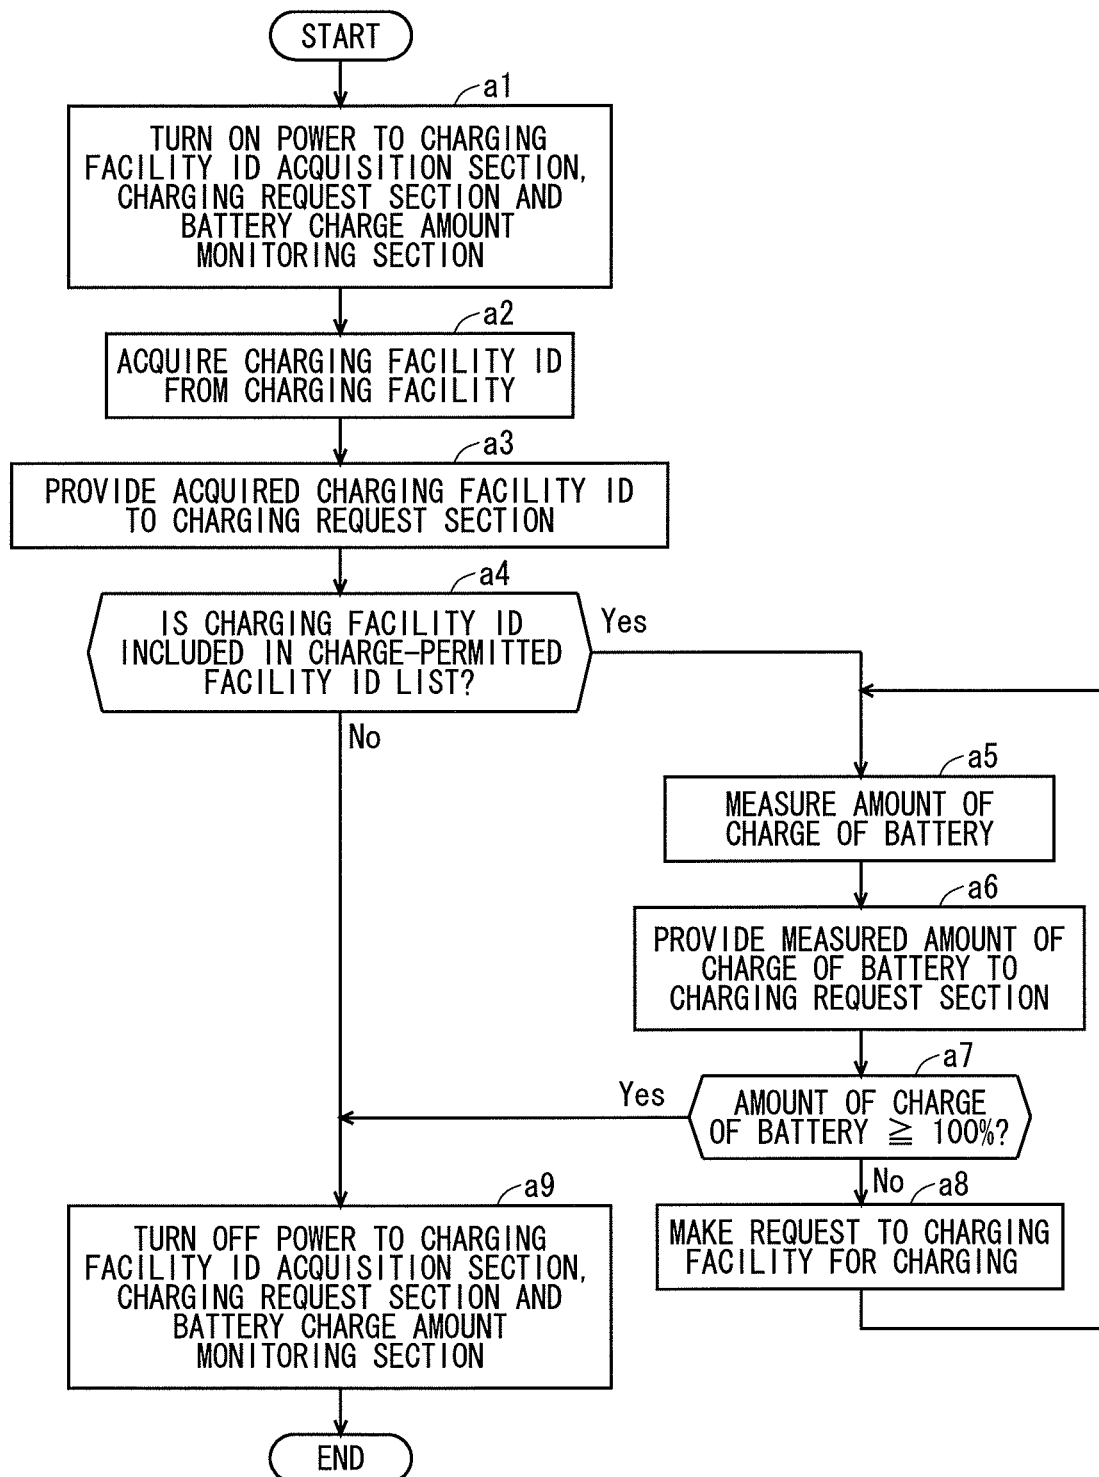 START
a1
TURN ON POWER TO CHARGING
FACILITY ID ACQUISITION SECTION,
CHARGING REQUEST SECTION AND
BATTERY CHARGE AMOUNT
MONITORING SECTION
a2
ACQUIRE CHARGING FACILITY ID
FROM CHARGING FACILITY
a3
PROVIDE ACQUIRED CHARGING FACILITY ID
TO CHARGING REQUEST SECTION
a4
IS CHARGING FACILITY ID
INCLUDED IN CHARGE-PERMITTED
FACILITY ID LIST?
Yes
No
a5
MEASURE AMOUNT OF
CHARGE OF BATTERY
a6
PROVIDE MEASURED AMOUNT OF
CHARGE OF BATTERY TO
CHARGING REQUEST SECTION
a7
AMOUNT OF CHARGE
OF BATTERY ≧ 100%?
Yes
No
a8
MAKE REQUEST TO CHARGING
FACILITY FOR CHARGING
a9
TURN OFF POWER TO CHARGING
FACILITY ID ACQUISITION SECTION,
CHARGING REQUEST SECTION AND
BATTERY CHARGE AMOUNT
MONITORING SECTION
END